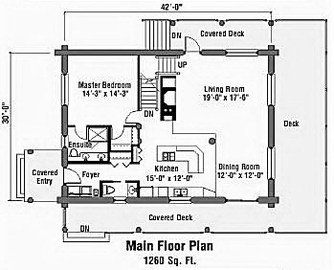 42'-0"
DN
Covered Deck
UP
Master Bedroom
14'-3" x 14'-3"
Living Room
19'-0" x 17'-6"
30'-0"
DN
Deck
Ensuite
Covered
Entry
Foyer
Kitchen
15'-0" x 12'-0"
Dining Room
12'-0" x 12'-0"
Covered Deck
DN
Main Floor Plan
1260 Sq. Ft.